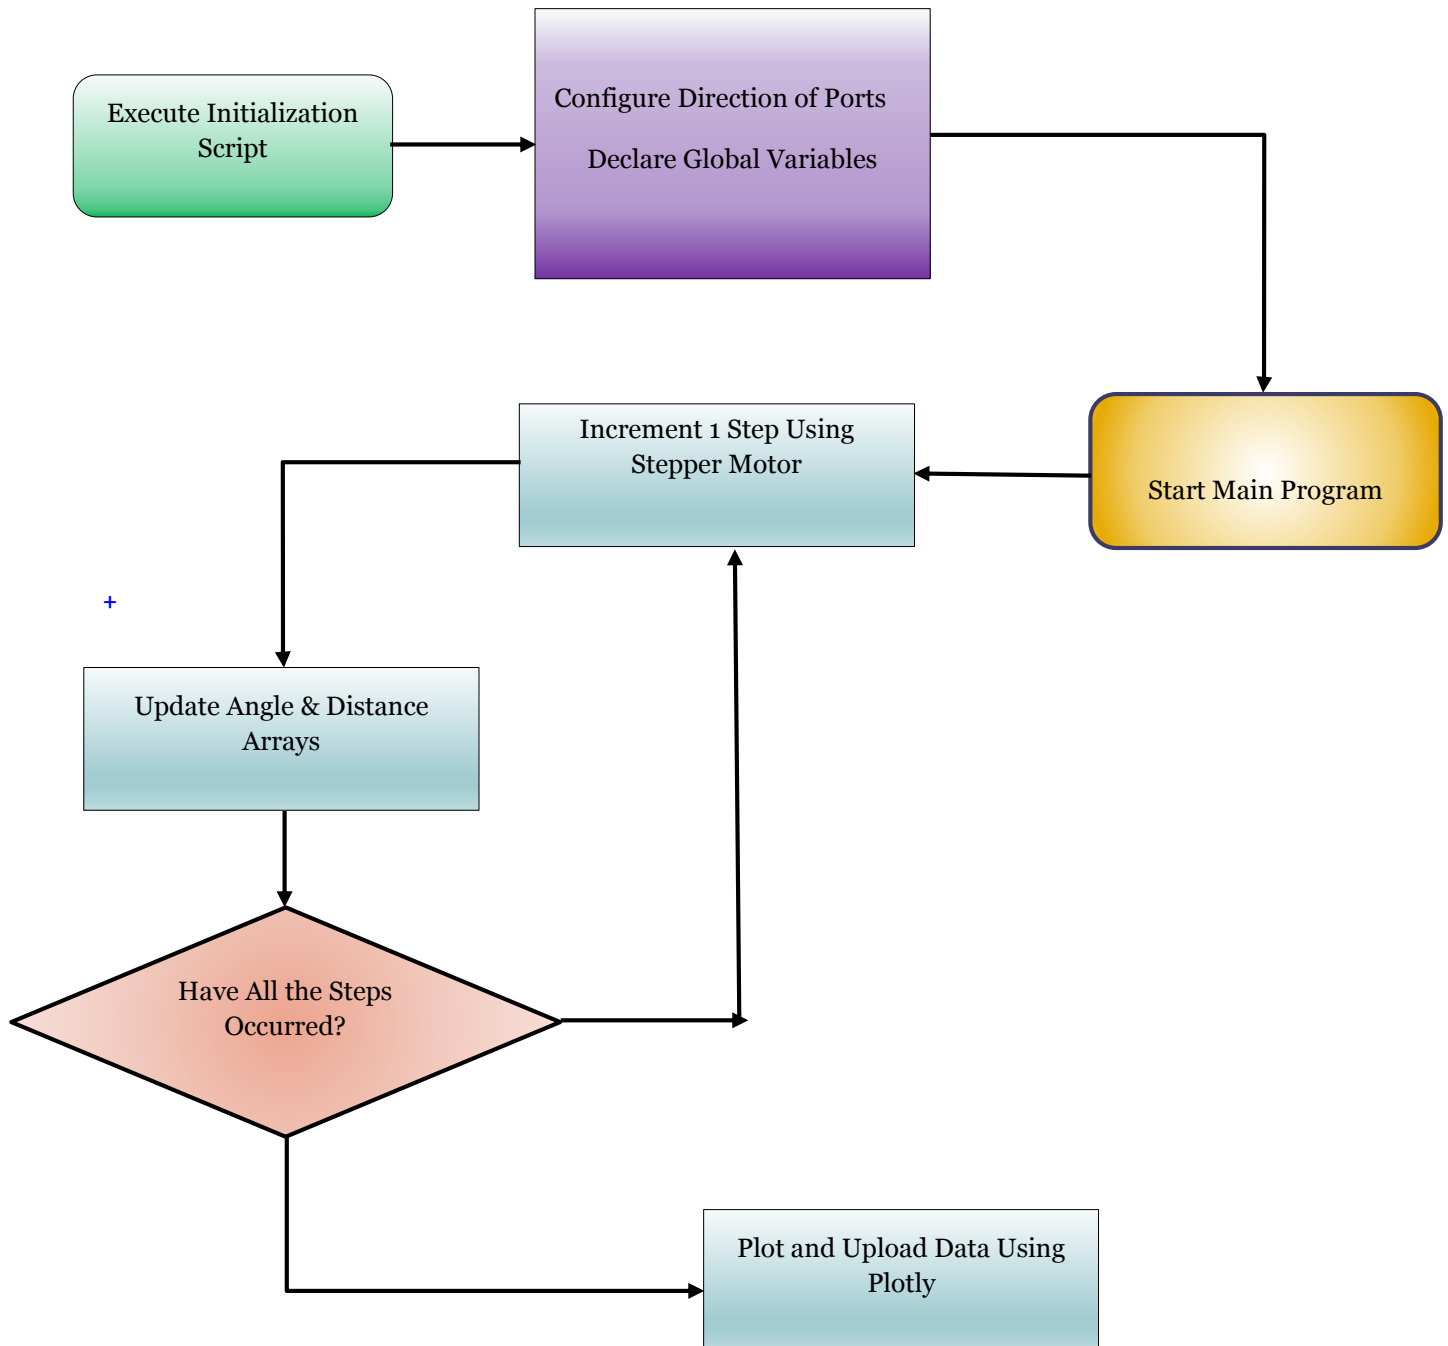 Execute Initialization
Script
Configure Direction of Ports
Declare Global Variables
Increment 1 Step Using
Stepper Motor
Start Main Program
+
Update Angle & Distance
Arrays
Have All the Steps
Occurred?
Plot and Upload Data Using
Plotly